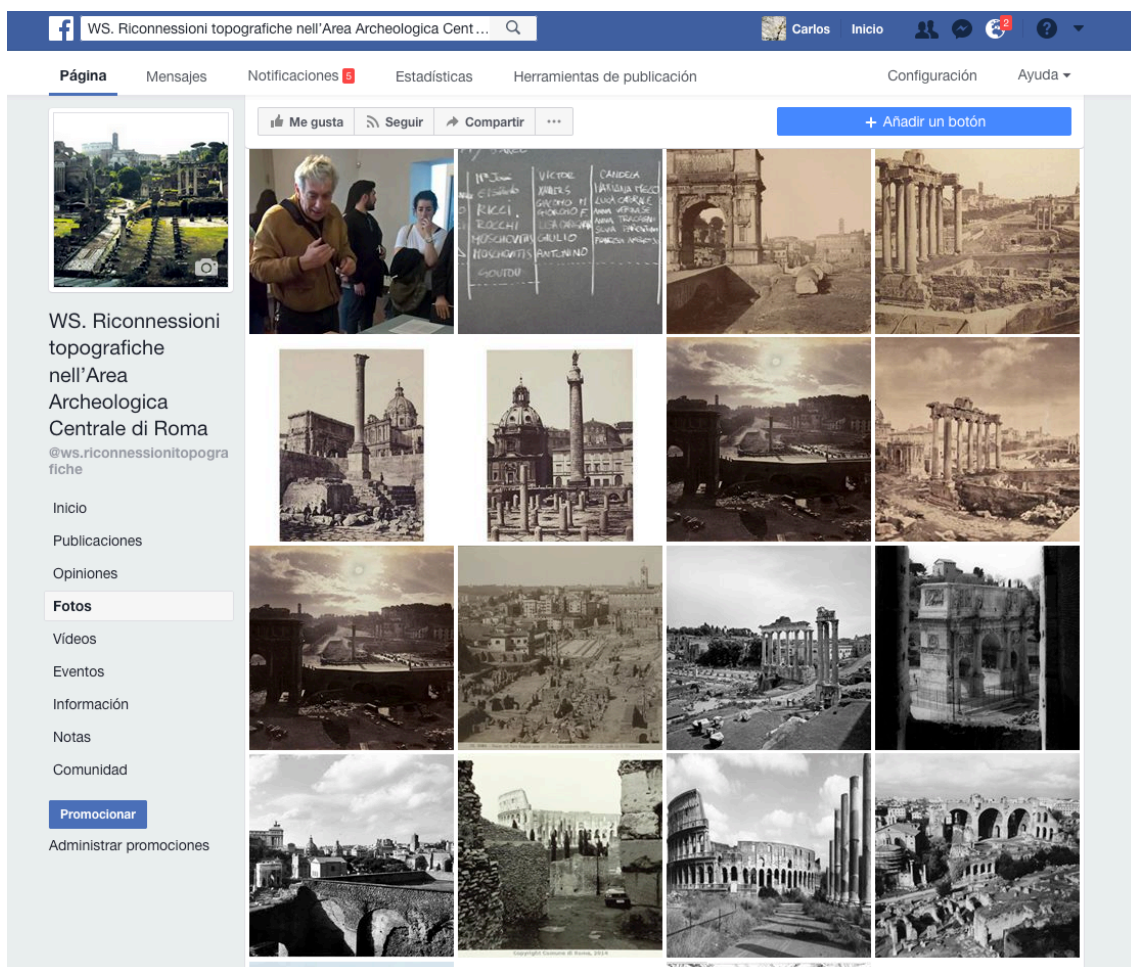 WS. Riconnessioni topografiche nell'Area Archeologica Cent...
Carlos Inicio 2
Página Mensajes Notificaciones 5 Estadísticas Herramientas de publicación Configuración Ayuda
Me gusta Seguir Compartir ... + Añadir un botón
WS. Riconnessioni
topografiche
nell'Area
Archeologica
Centrale di Roma
@ws.riconnessionitopogra
fiche
Inicio
Publicaciones
Opiniones
Fotos
Vídeos
Eventos
Información
Notas
Comunidad
Promocionar
Administrar promociones
VICTOR CANDELA
RICCI
ROCCHI
MOSCHOVITIS GIULIO
MOSCHOVITIS ANTONINO
Copyright Comune di Roma, 2014